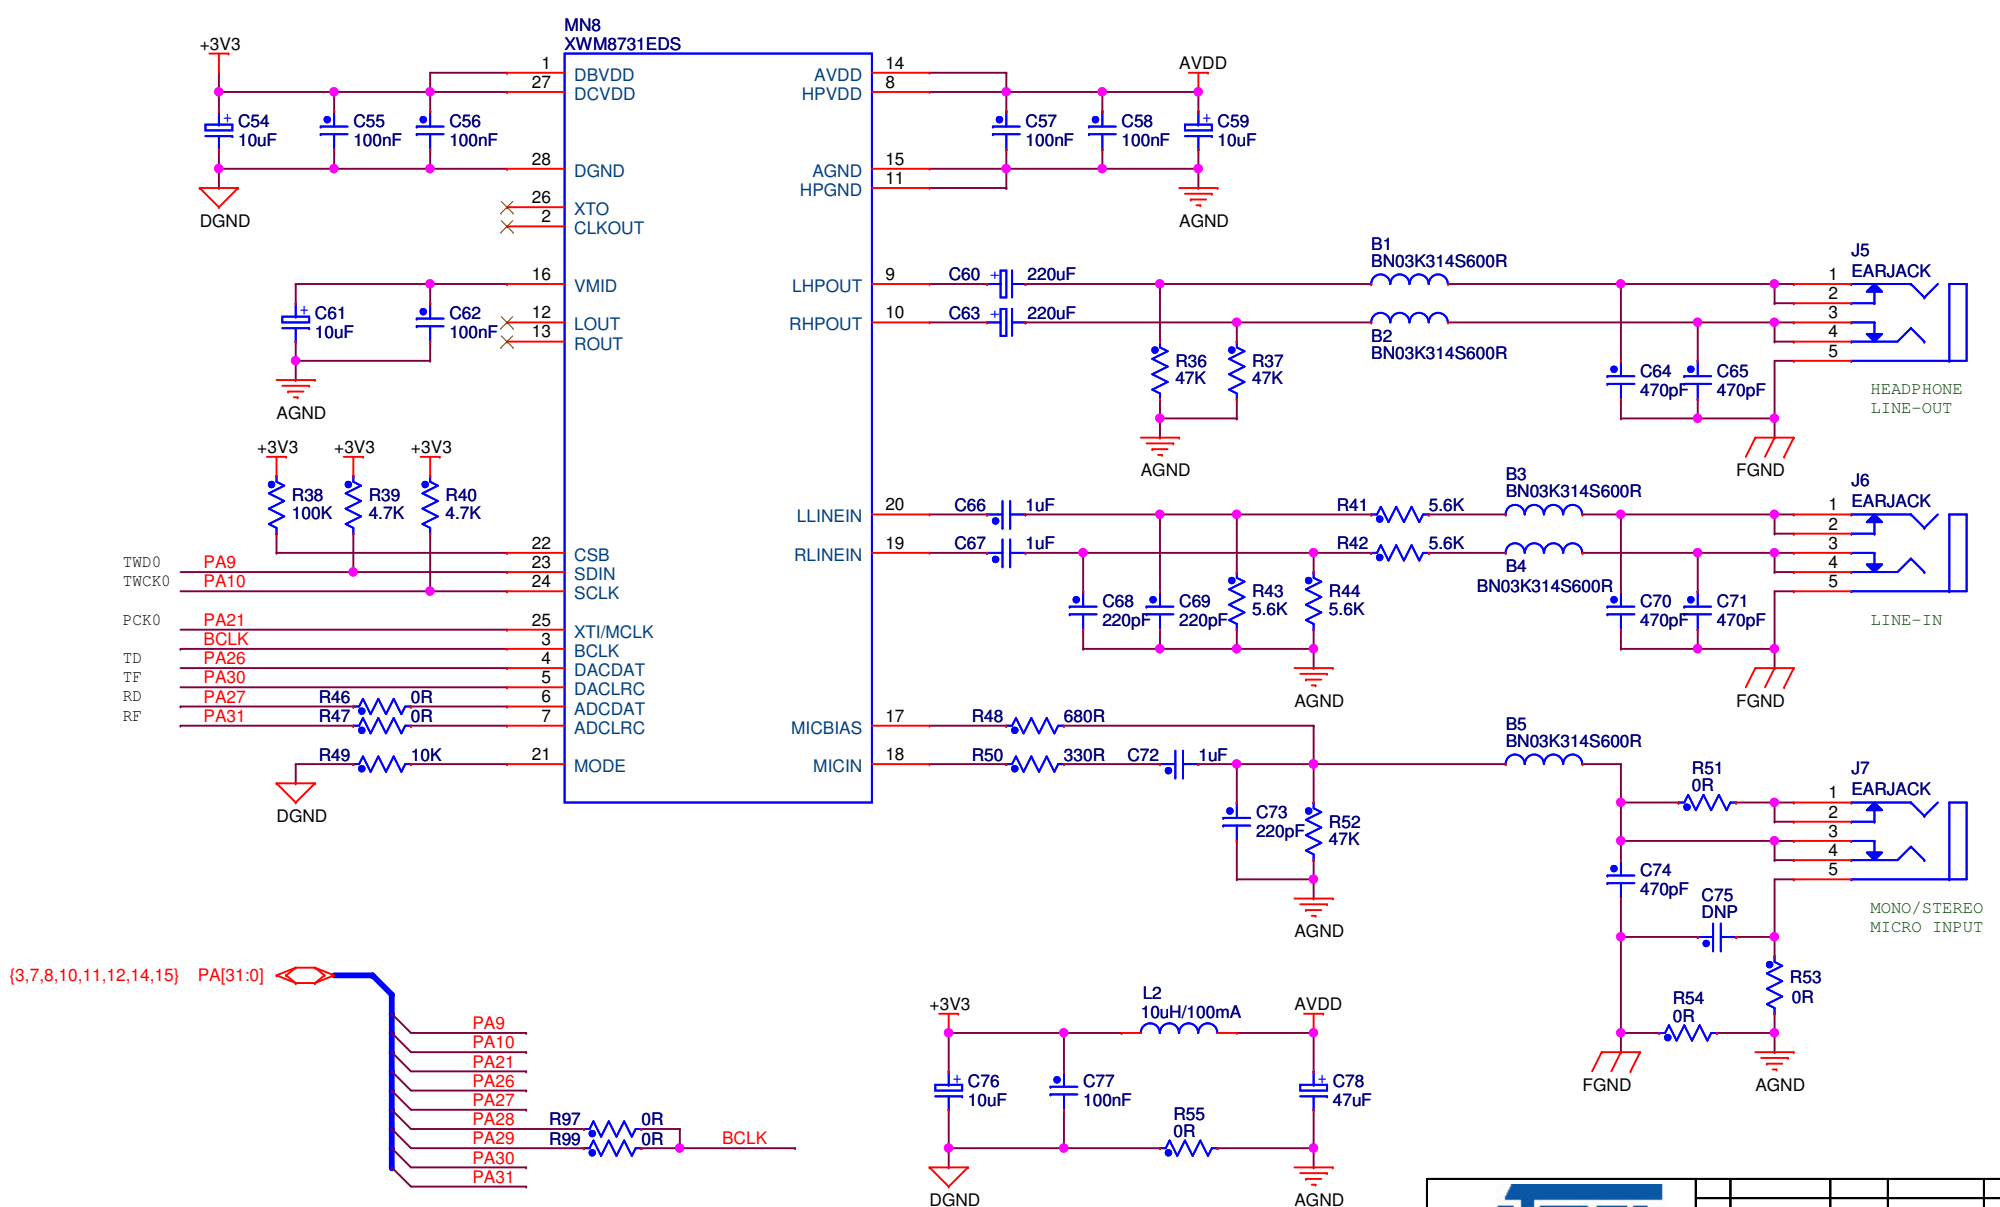 MN8
XWM8731EDS
+3V3
1 DBVDD
27 DCVDD
C54
10uF
C55
100nF
C56
100nF
28 DGND
DGND
26 XTO
2 CLKOUT
16 VMID
C61
10uF
C62
100nF
12 LOUT
13 ROUT
AGND
+3V3
+3V3
+3V3
R38
100K
R39
4.7K
R40
4.7K
22 CSB
TWD0 PA9 23 SDIN
TWCK0 PA10 24 SCLK
PCK0 PA21 25 XTI/MCLK
BCLK 3 BCLK
TD PA26 4 DACDAT
TF PA30 5 DACLRC
RD PA27 R46 0R 6 ADCDAT
RF PA31 R47 0R 7 ADCLRC
R49 10K 21 MODE
DGND
AVDD 14
HPVDD 8
AVDD
C57
100nF
C58
100nF
C59
10uF
AGND 15
HPGND 11
AGND
LHPOUT 9 C60 + 220uF
RHPOUT 10 C63 + 220uF
B1
BN03K314S600R
B2
BN03K314S600R
R36
47K
R37
47K
AGND
C64
470pF
C65
470pF
FGND
J5
EARJACK
1
2
3
4
5
HEADPHONE
LINE-OUT
LLINEIN 20 C66 1uF
RLINEIN 19 C67 1uF
R41 5.6K
R42 5.6K
B3
BN03K314S600R
B4
BN03K314S600R
C68
220pF
C69
220pF
R43
5.6K
R44
5.6K
AGND
C70
470pF
C71
470pF
FGND
J6
EARJACK
1
2
3
4
5
LINE-IN
MICBIAS 17 R48 680R
MICIN 18 R50 330R C72 1uF
C73
220pF
R52
47K
AGND
B5
BN03K314S600R
R51
0R
J7
EARJACK
1
2
3
4
5
MONO/STEREO
MICRO INPUT
C74
470pF
C75
DNP
R53
0R
R54
0R
FGND
AGND
{3,7,8,10,11,12,14,15} PA[31:0]
PA9
PA10
PA21
PA26
PA27
PA28 R97 0R
PA29 R99 0R BCLK
PA30
PA31
+3V3
L2
10uH/100mA
AVDD
C76
10uF
C77
100nF
C78
47uF
R55
0R
DGND
AGND